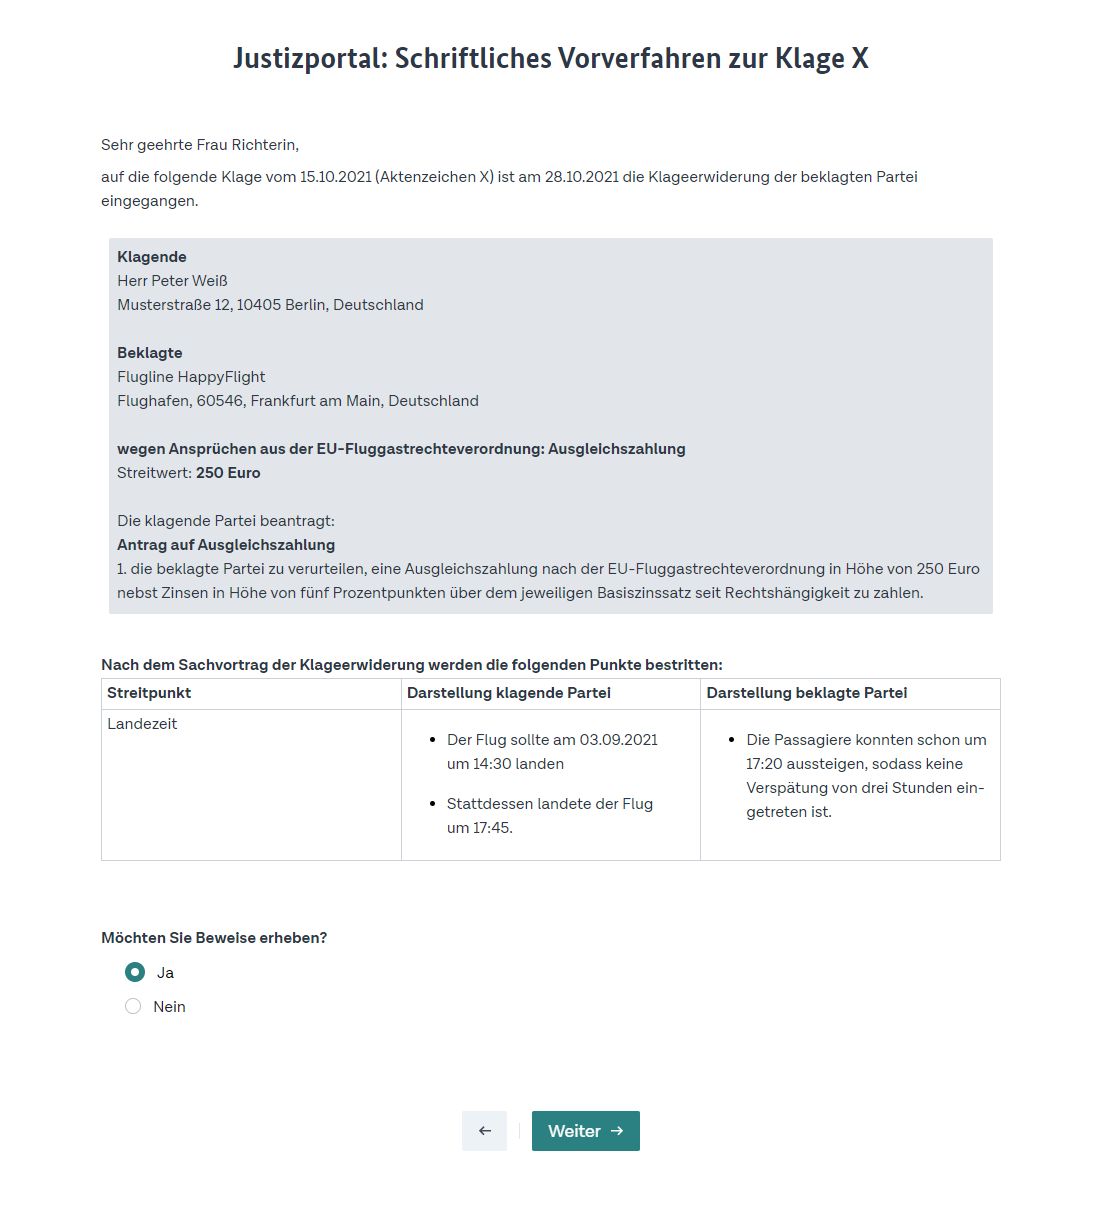 Justizportal: Schriftliches Vorverfahren zur Klage X
Sehr geehrte Frau Richterin,
auf die folgende Klage vom 15.10.2021 (Aktenzeichen X) ist am 28.10.2021 die Klageerwiderung der beklagten Partei
eingegangen.
Klagende
Herr Peter Weiß
Musterstraße 12, 10405 Berlin, Deutschland
Beklagte
Flugline HappyFlight
Flughafen, 60546, Frankfurt am Main, Deutschland
wegen Ansprüchen aus der EU-Fluggastrechteverordnung: Ausgleichszahlung
Streitwert: 250 Euro
Die klagende Partei beantragt:
Antrag auf Ausgleichszahlung
1. die beklagte Partei zu verurteilen, eine Ausgleichszahlung nach der EU-Fluggastrechteverordnung in Höhe von 250 Euro
nebst Zinsen in Höhe von fünf Prozentpunkten über dem jeweiligen Basiszinssatz seit Rechtshängigkeit zu zahlen.
Nach dem Sachvortrag der Klageerwiderung werden die folgenden Punkte bestritten:
Streitpunkt
Darstellung klagende Partei
Darstellung beklagte Partei
Landezeit
Der Flug sollte am 03.09.2021
um 14:30 landen
Stattdessen landete der Flug
um 17:45.
Die Passagiere konnten schon um
17:20 aussteigen, sodass keine
Verspätung von drei Stunden ein-
getreten ist.
Möchten Sie Beweise erheben?
Ja
Nein
Weiter